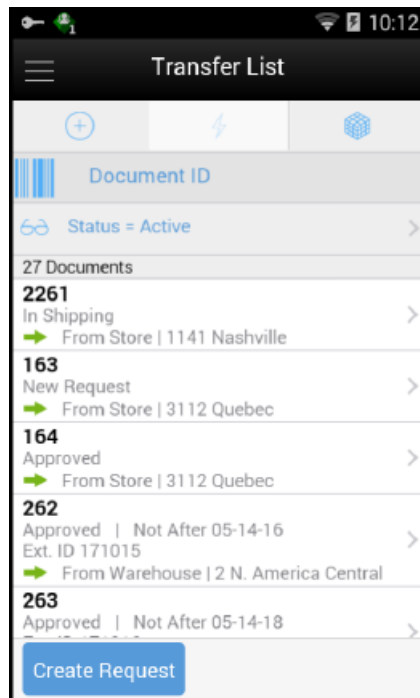 1
10:12
Transfer List
Document ID
Status = Active
27 Documents
2261
In Shipping
From Store | 1141 Nashville
163
New Request
From Store | 3112 Quebec
164
Approved
From Store | 3112 Quebec
262
Approved | Not After 05-14-16
Ext. ID 171015
From Warehouse | 2 N. America Central
263
Approved | Not After 05-14-18
Create Request